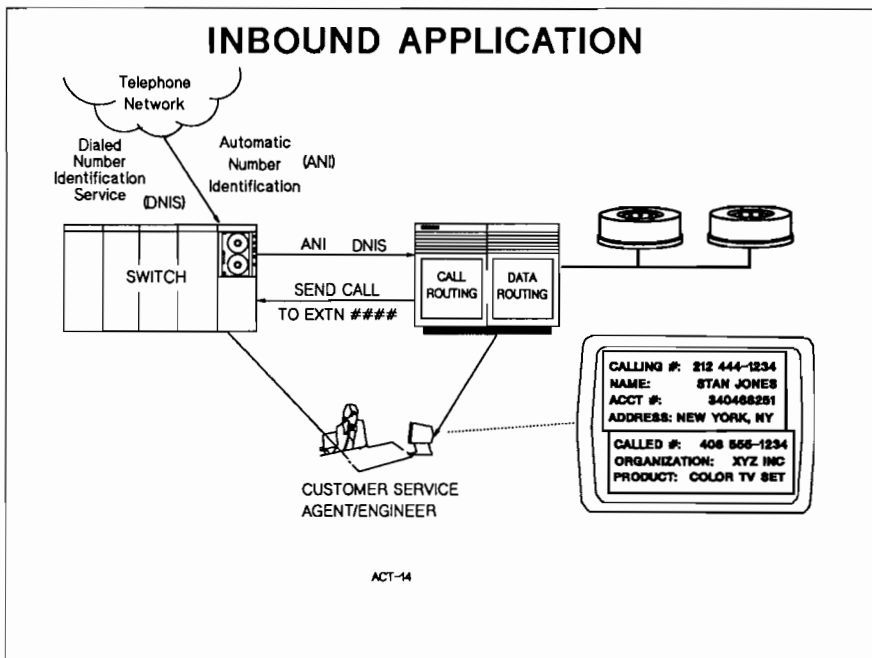 INBOUND APPLICATION
Telephone
Network
Dialed
Number
Identification
Service (DNIS)
Automatic
Number (ANI)
Identification
SWITCH
ANI DNIS
SEND CALL
TO EXTN ####
CALL
ROUTING
DATA
ROUTING
CALLING #: 212 444-1234
NAME: STAN JONES
ACCT #: 340468251
ADDRESS: NEW YORK, NY
CALLED #: 408 555-1234
ORGANIZATION: XYZ INC
PRODUCT: COLOR TV SET
CUSTOMER SERVICE
AGENT/ENGINEER
ACT-14